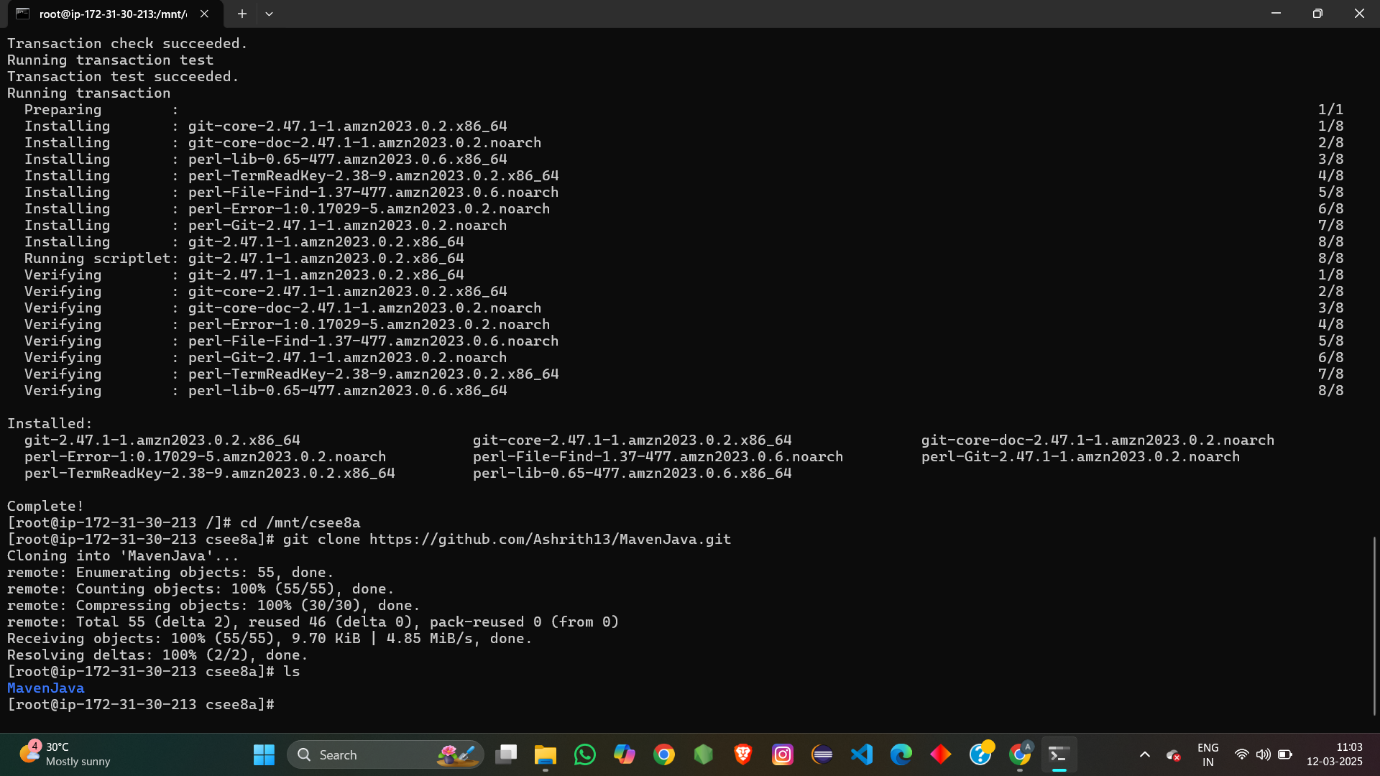 root@ip-172-31-30-213:/mnt/c
Transaction check succeeded.
Running transaction test
Transaction test succeeded.
Running transaction
Preparing : 1/1
Installing : git-core-2.47.1-1.amzn2023.0.2.x86_64 1/8
Installing : git-core-doc-2.47.1-1.amzn2023.0.2.noarch 2/8
Installing : perl-lib-0.65-477.amzn2023.0.6.x86_64 3/8
Installing : perl-TermReadKey-2.38-9.amzn2023.0.2.x86_64 4/8
Installing : perl-File-Find-1.37-477.amzn2023.0.6.noarch 5/8
Installing : perl-Error-1:0.17029-5.amzn2023.0.2.noarch 6/8
Installing : perl-Git-2.47.1-1.amzn2023.0.2.noarch 7/8
Installing : git-2.47.1-1.amzn2023.0.2.x86_64 8/8
Running scriptlet: git-2.47.1-1.amzn2023.0.2.x86_64 8/8
Verifying : git-2.47.1-1.amzn2023.0.2.x86_64 1/8
Verifying : git-core-2.47.1-1.amzn2023.0.2.x86_64 2/8
Verifying : git-core-doc-2.47.1-1.amzn2023.0.2.noarch 3/8
Verifying : perl-Error-1:0.17029-5.amzn2023.0.2.noarch 4/8
Verifying : perl-File-Find-1.37-477.amzn2023.0.6.noarch 5/8
Verifying : perl-Git-2.47.1-1.amzn2023.0.2.noarch 6/8
Verifying : perl-TermReadKey-2.38-9.amzn2023.0.2.x86_64 7/8
Verifying : perl-lib-0.65-477.amzn2023.0.6.x86_64 8/8
Installed:
git-2.47.1-1.amzn2023.0.2.x86_64 git-core-2.47.1-1.amzn2023.0.2.x86_64 git-core-doc-2.47.1-1.amzn2023.0.2.noarch
perl-Error-1:0.17029-5.amzn2023.0.2.noarch perl-File-Find-1.37-477.amzn2023.0.6.noarch perl-Git-2.47.1-1.amzn2023.0.2.noarch
perl-TermReadKey-2.38-9.amzn2023.0.2.x86_64 perl-lib-0.65-477.amzn2023.0.6.x86_64
Complete!
[root@ip-172-31-30-213 /]# cd /mnt/csee8a
[root@ip-172-31-30-213 csee8a]# git clone https://github.com/Ashrith13/MavenJava.git
Cloning into 'MavenJava'...
remote: Enumerating objects: 55, done.
remote: Counting objects: 100% (55/55), done.
remote: Compressing objects: 100% (30/30), done.
remote: Total 55 (delta 2), reused 46 (delta 0), pack-reused 0 (from 0)
Receiving objects: 100% (55/55), 9.70 KiB | 4.85 MiB/s, done.
Resolving deltas: 100% (2/2), done.
[root@ip-172-31-30-213 csee8a]# ls
MavenJava
[root@ip-172-31-30-213 csee8a]#
4
30°C
Mostly sunny
Search
A
ENG
IN
11:03
12-03-2025